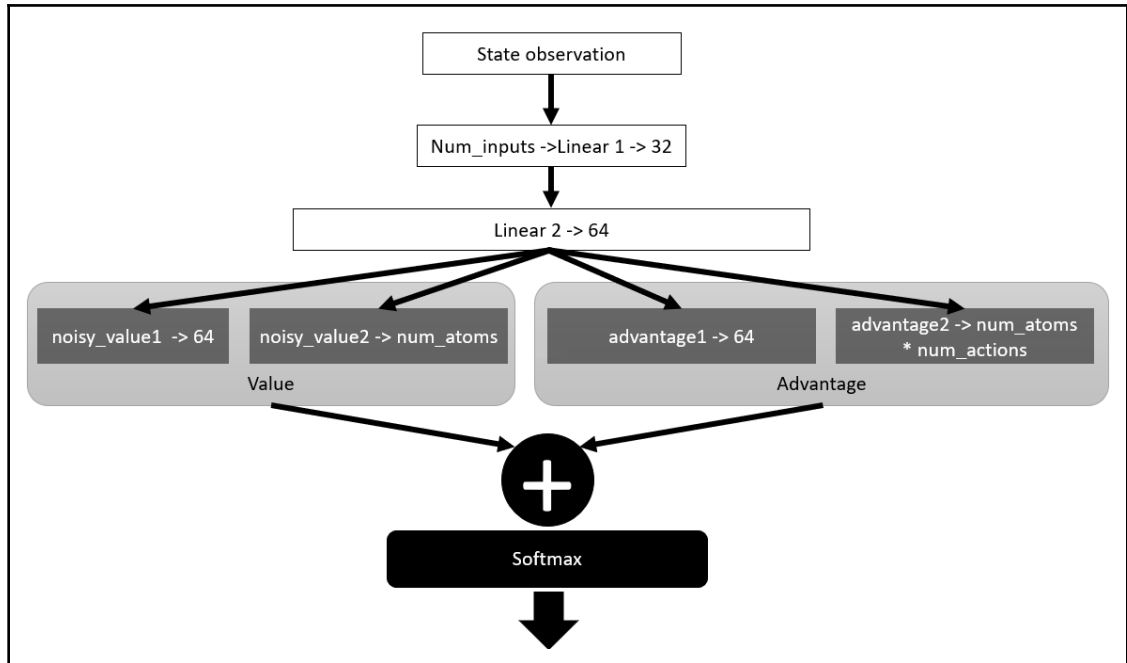 State observation
Num_inputs ->Linear 1 -> 32
Linear 2 -> 64
noisy_value1 -> 64
noisy_value2 -> num_atoms
advantage1 -> 64
advantage2 -> num_atoms
* num_actions
Value
Advantage
+
Softmax